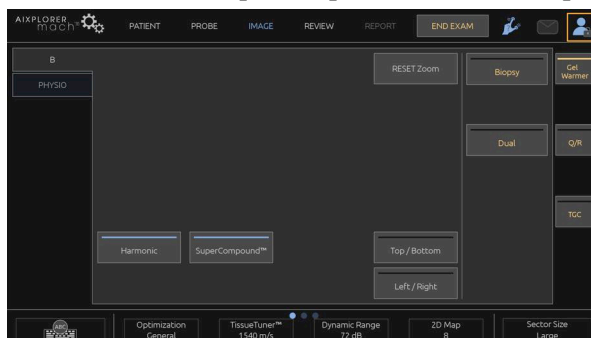 AIXPLORER
mach
PATIENT
PROBE
IMAGE
REVIEW
REPORT
END EXAM
B
PHYSIO
RESET Zoom
Biopsy
Gel
Warmer
Dual
Q/R
TGC
Harmonic
SuperCompound™
Top / Bottom
Left / Right
ABC
Optimization
General
TissueTuner™
1540 m/s
Dynamic Range
72 dB
2D Map
8
Sector Size
Large